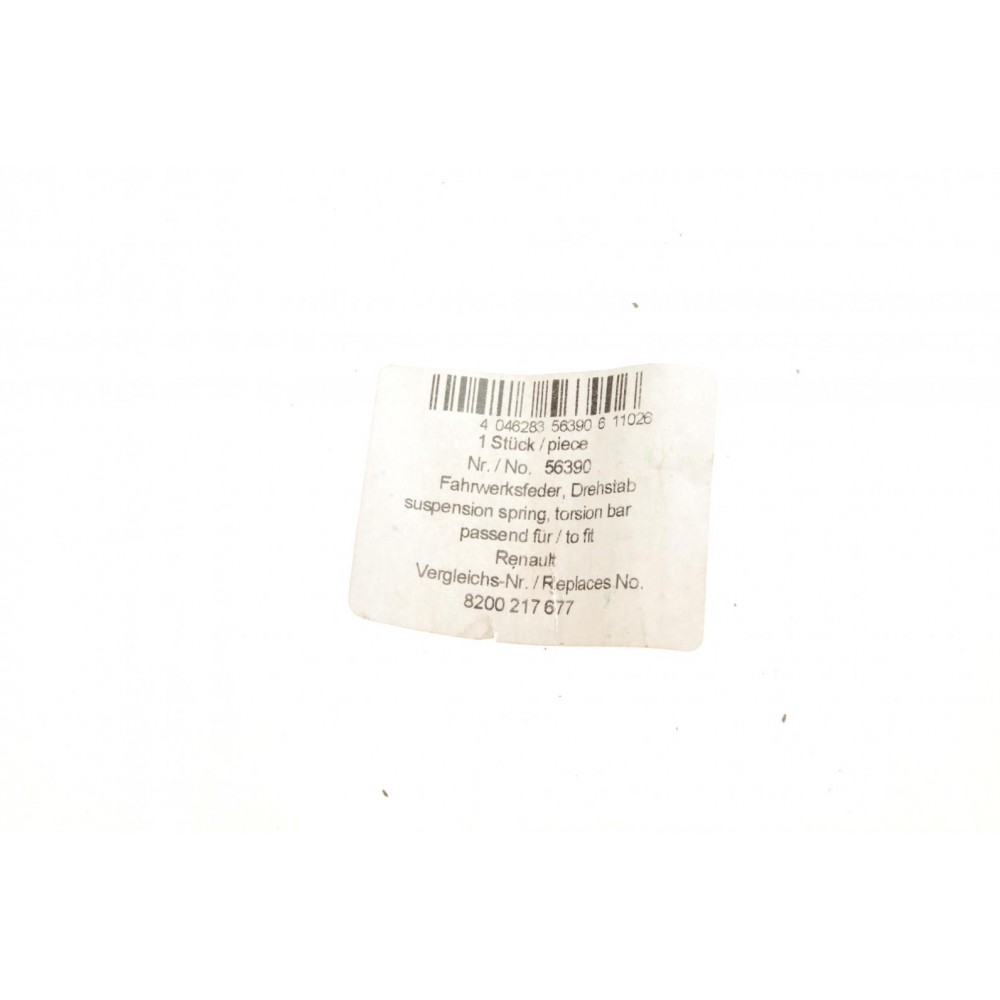 4 046283 56390 6 11026
1 Stück / piece
Nr. / No. 56390
Fahrwerksfeder, Drehstab
suspension spring, torsion bar
passend für / to fit
Renault
Vergleichs-Nr. / Replaces No.
8200 217 677